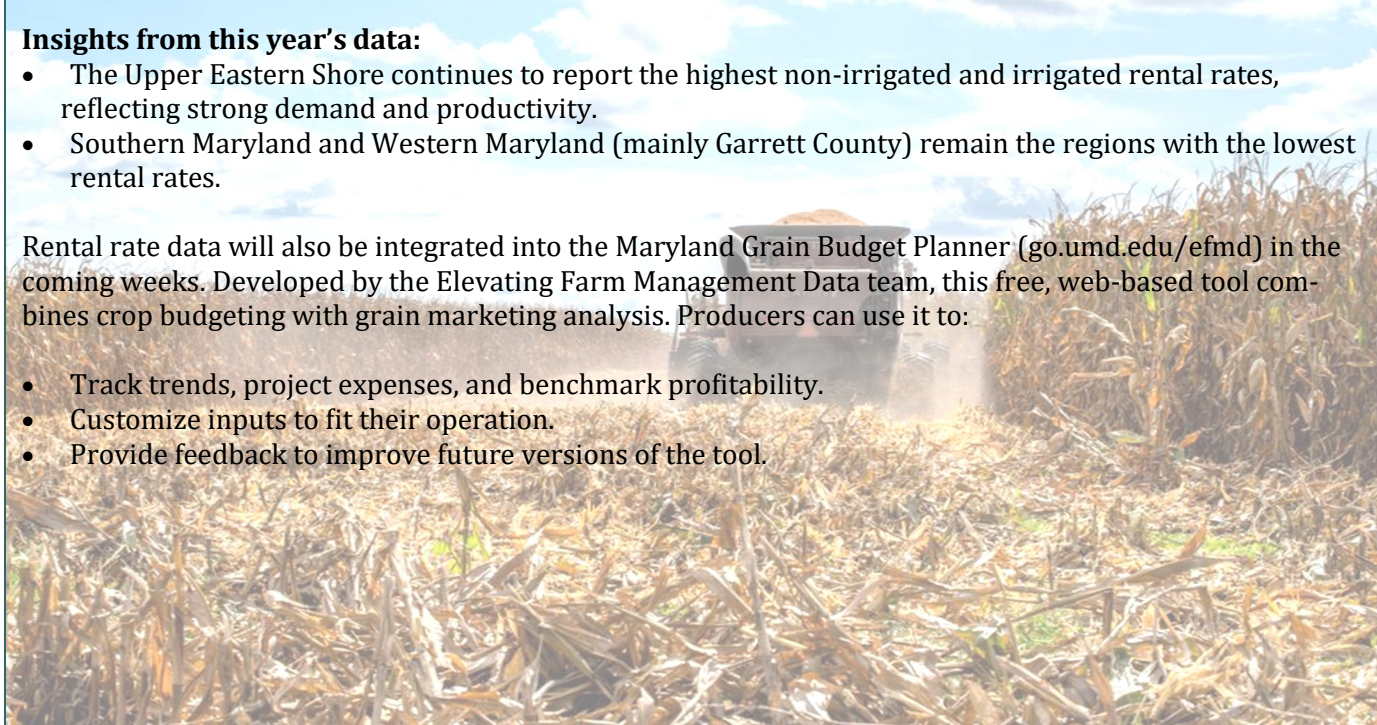 Insights from this year’s data:
• The Upper Eastern Shore continues to report the highest non-irrigated and irrigated rental rates,
reflecting strong demand and productivity.
• Southern Maryland and Western Maryland (mainly Garrett County) remain the regions with the lowest
rental rates.
Rental rate data will also be integrated into the Maryland Grain Budget Planner (go.umd.edu/efmd) in the
coming weeks. Developed by the Elevating Farm Management Data team, this free, web-based tool com-
bines crop budgeting with grain marketing analysis. Producers can use it to:
• Track trends, project expenses, and benchmark profitability.
• Customize inputs to fit their operation.
• Provide feedback to improve future versions of the tool.